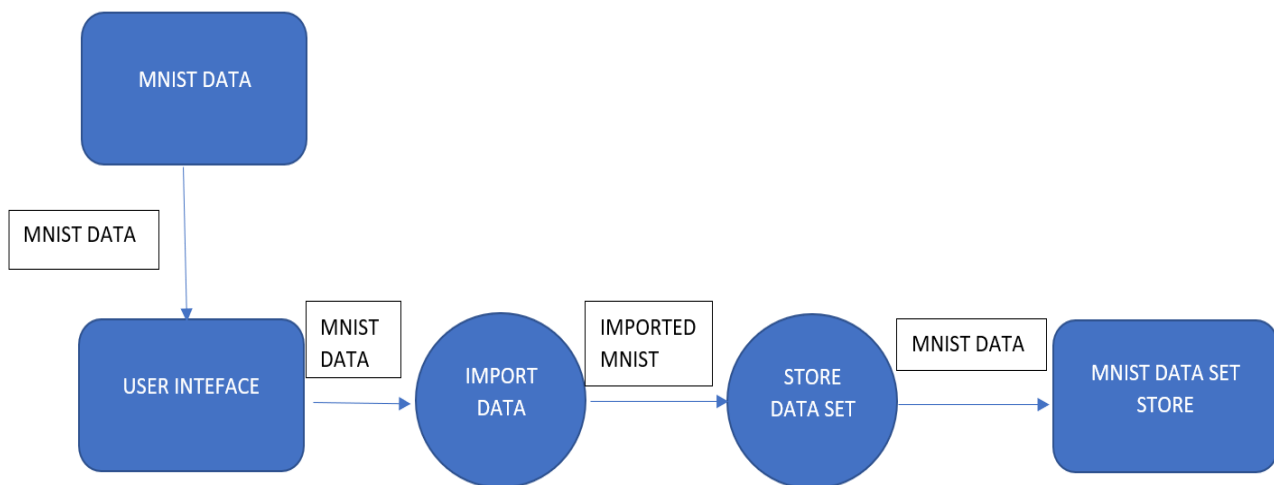 MNIST DATA
MNIST DATA
USER INTEFACE
MNIST
DATA
IMPORT
DATA
IMPORTED
MNIST
STORE
DATA SET
MNIST DATA
MNIST DATA SET
STORE